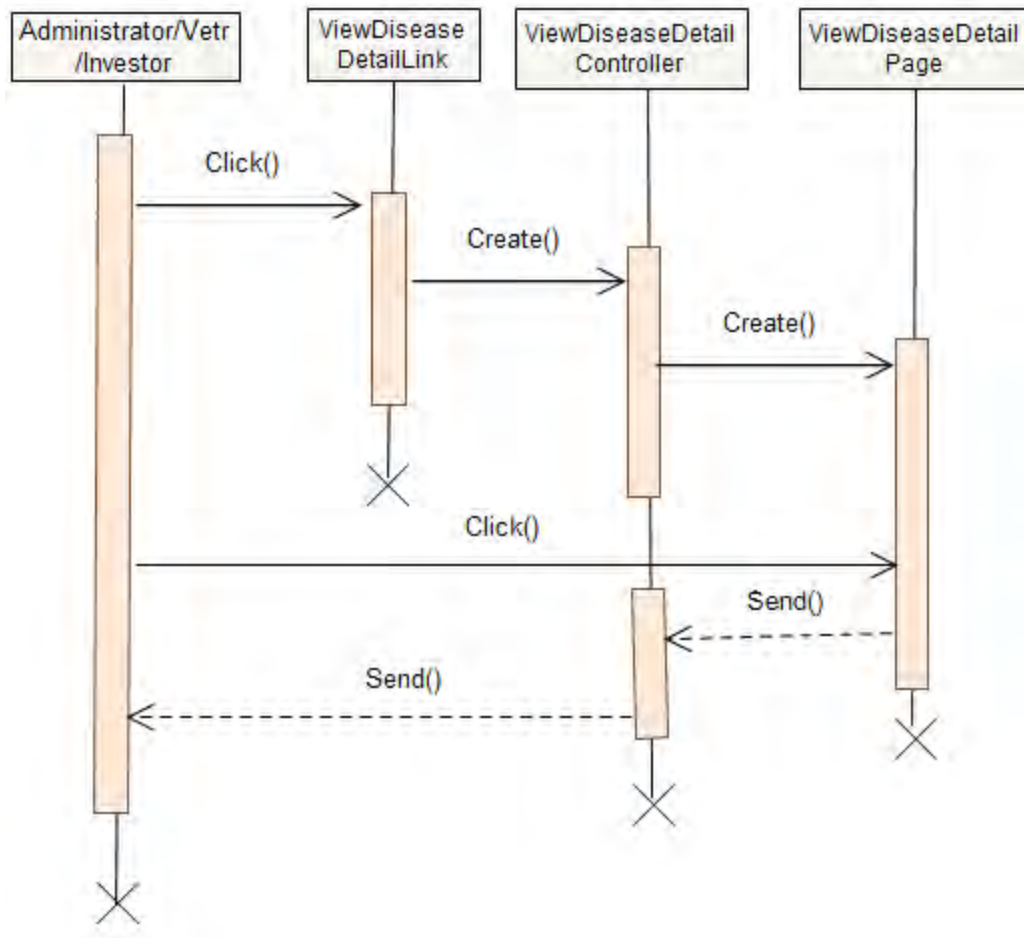 Administrator/Vetr
/Investor
ViewDisease
DetailLink
ViewDiseaseDetail
Controller
ViewDiseaseDetail
Page
Click()
Create()
Create()
Click()
Send()
Send()